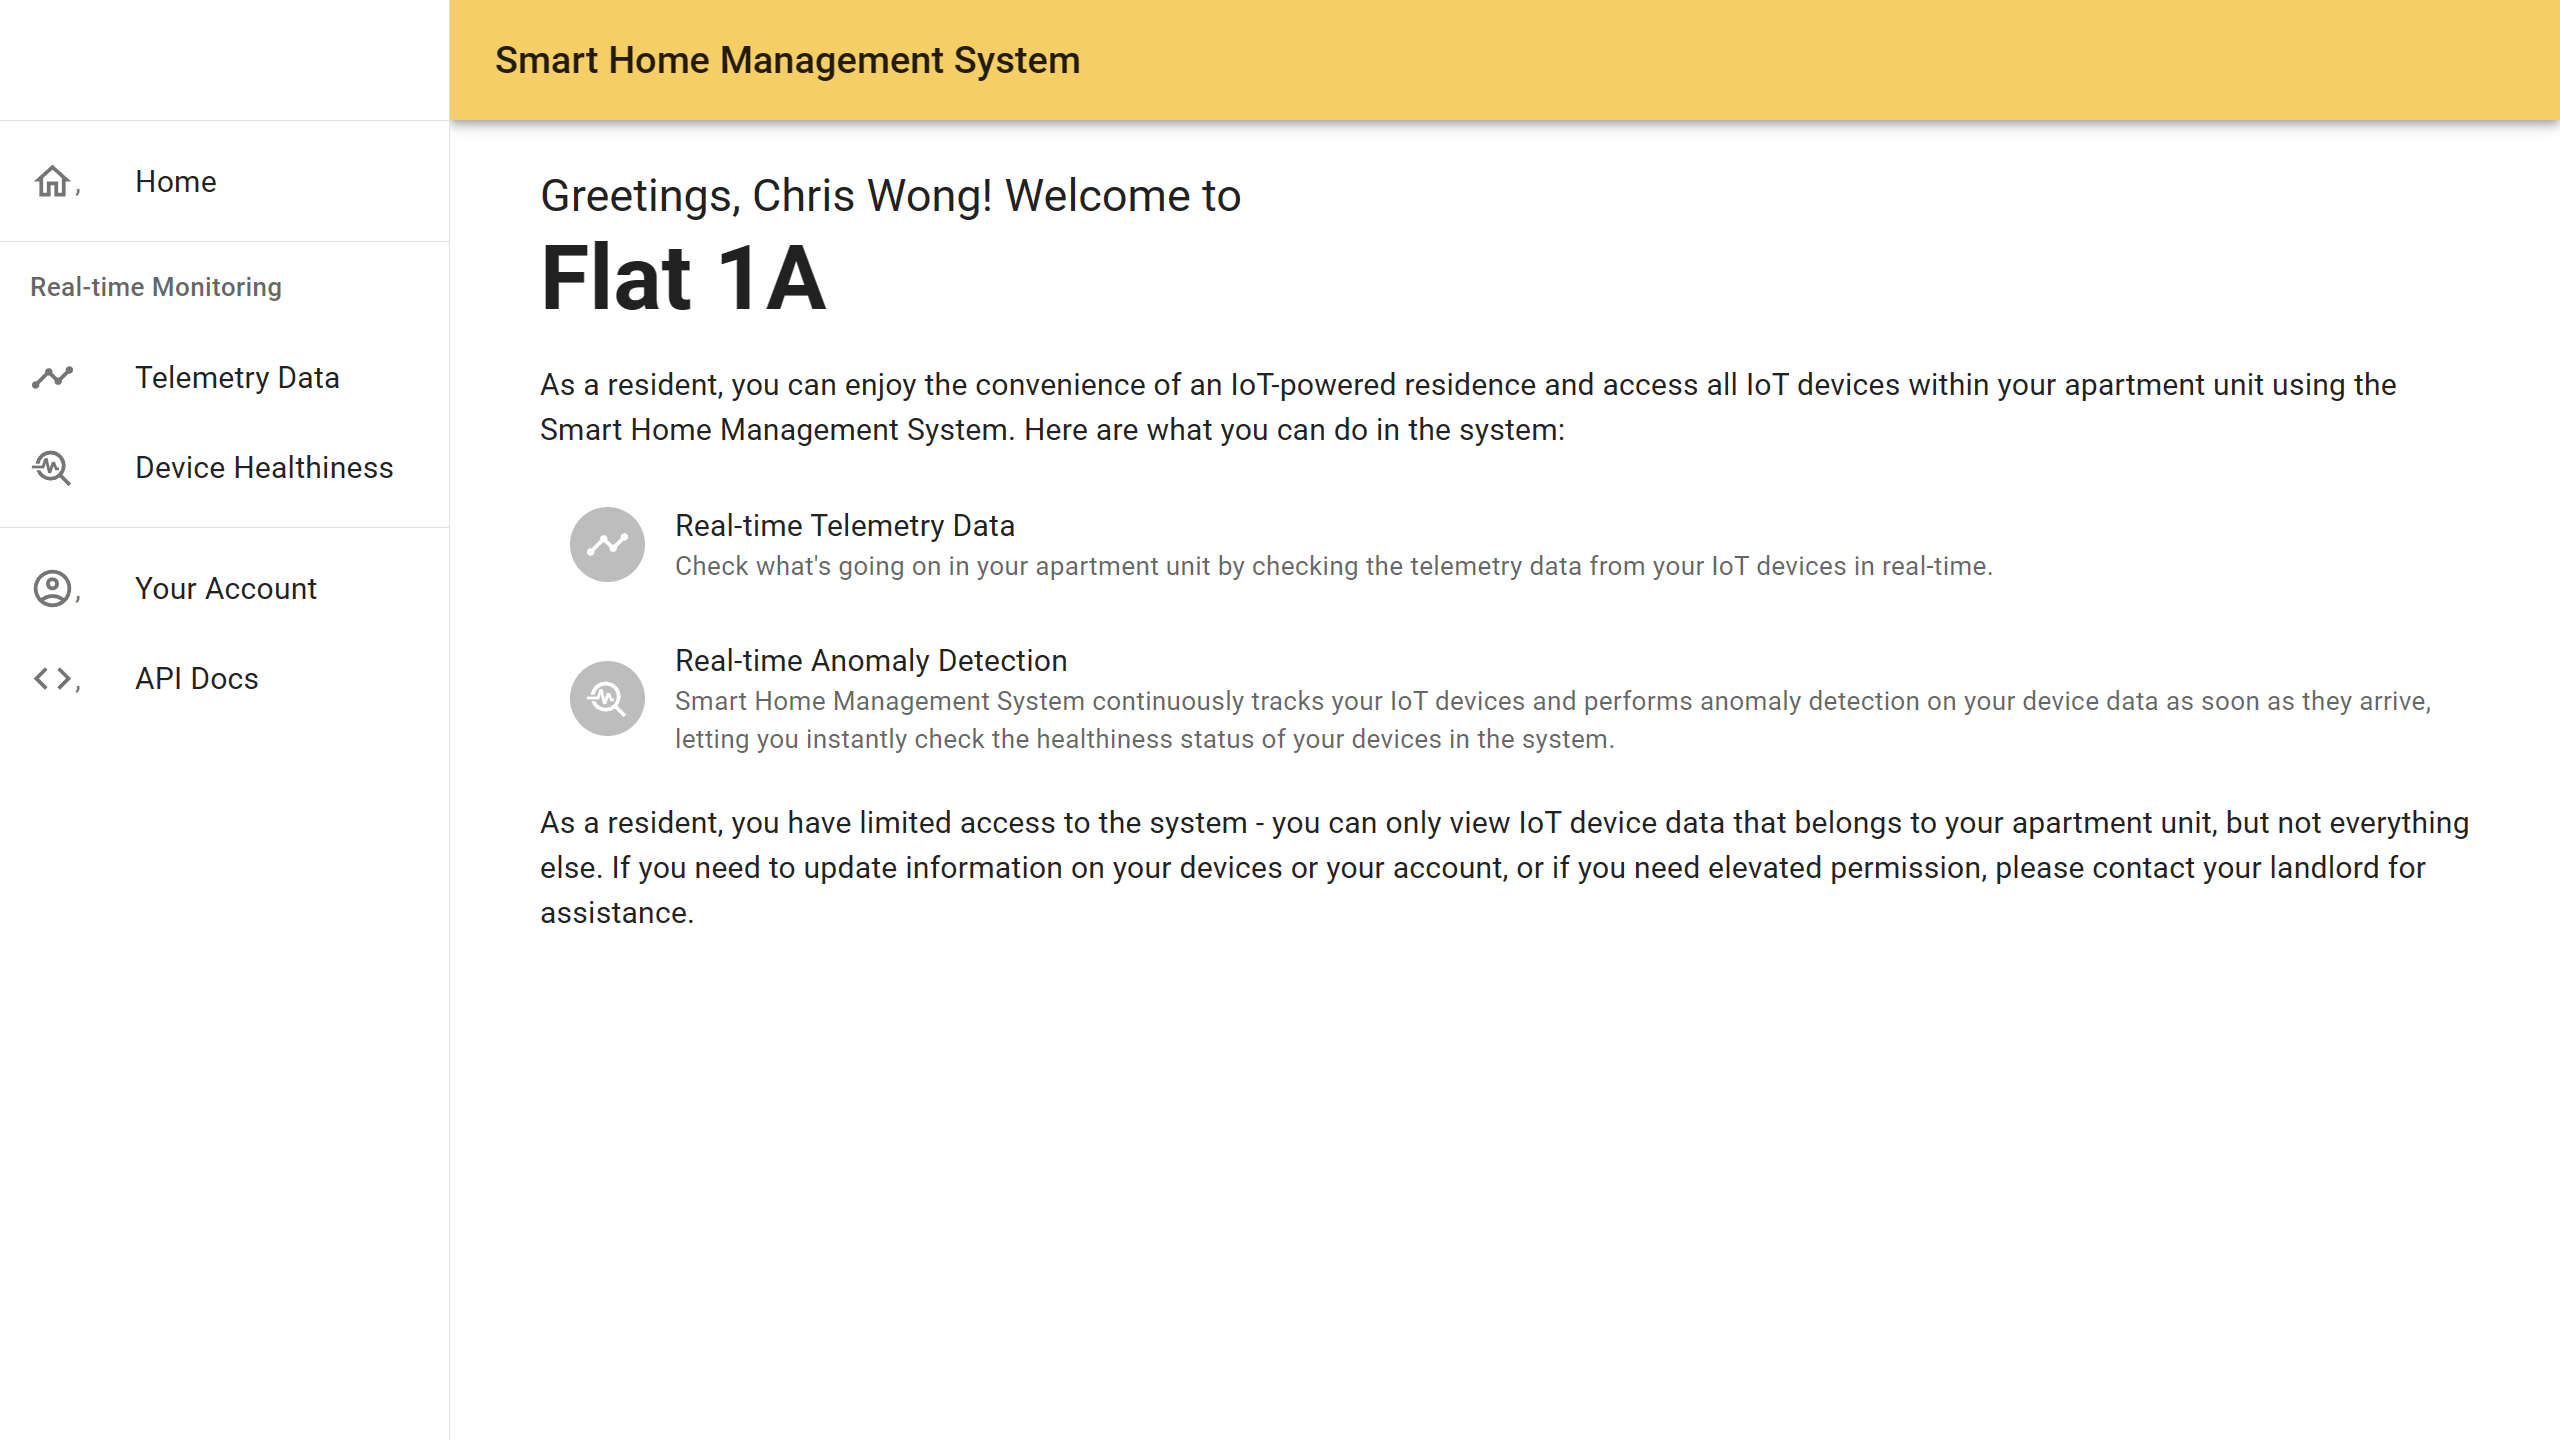 Smart Home Management System
,
Home
Real-time Monitoring
Telemetry Data
Device Healthiness
,
Your Account
,
API Docs
Greetings, Chris Wong! Welcome to
Flat 1A
As a resident, you can enjoy the convenience of an IoT-powered residence and access all IoT devices within your apartment unit using the
Smart Home Management System. Here are what you can do in the system:
Real-time Telemetry Data
Check what's going on in your apartment unit by checking the telemetry data from your IoT devices in real-time.
Real-time Anomaly Detection
Smart Home Management System continuously tracks your IoT devices and performs anomaly detection on your device data as soon as they arrive,
letting you instantly check the healthiness status of your devices in the system.
As a resident, you have limited access to the system - you can only view IoT device data that belongs to your apartment unit, but not everything
else. If you need to update information on your devices or your account, or if you need elevated permission, please contact your landlord for
assistance.